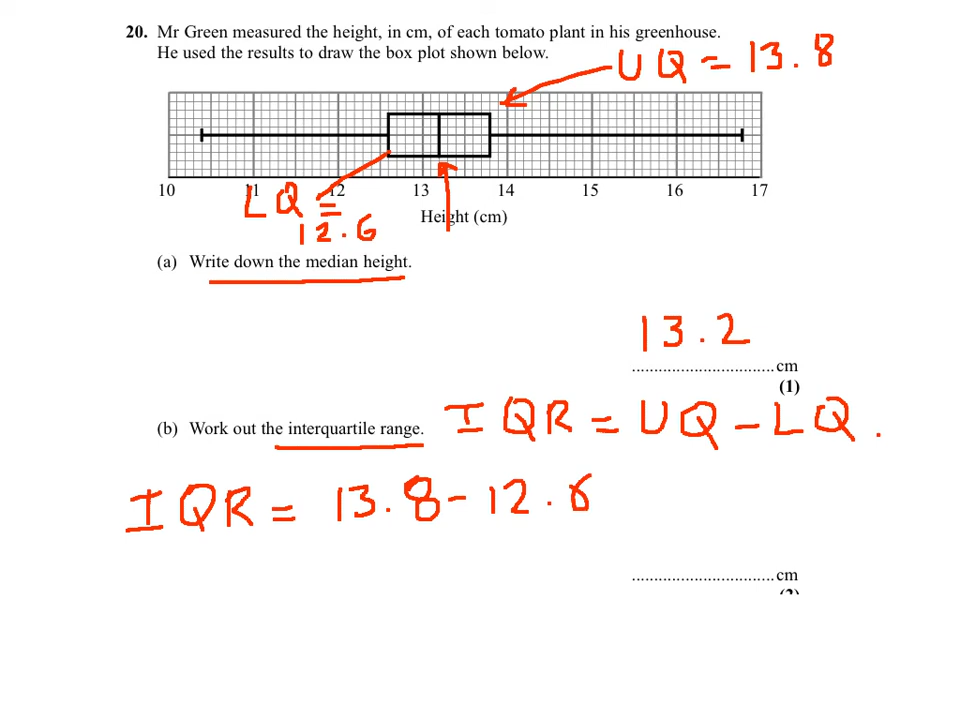 20. Mr Green measured the height, in cm, of each tomato plant in his greenhouse.
He used the results to draw the box plot shown below.
UQ = 13.8
10 11 12 13 14 15 16 17
LQ =
12.6
Height (cm)
(a) Write down the median height.
13.2
................................cm
(1)
(b) Work out the interquartile range.
IQR = UQ - LQ.
IQR = 13.8 - 12.6
................................cm